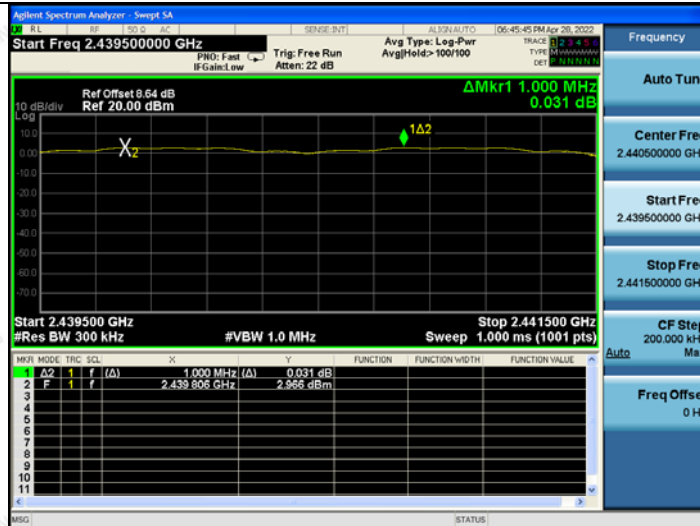 Agilent Spectrum Analyzer - Swept SA
RL RF 50 Ω AC SENSE:INT ALIGN AUTO 06:45:45 PM Apr 28, 2022
Start Freq 2.439500000 GHz
PNO: Fast
IFGain:Low
Trig: Free Run
Atten: 22 dB
Avg Type: Log-Pwr
Avg|Hold:> 100/100
TRACE 1 2 3 4 5 6
TYPE M
DET P N N N N N
Frequency
Auto Tun
Center Fre
2.440500000 GH
Start Fre
2.439500000 GH
Stop Fre
2.441500000 GH
CF Step
200.000 kH
Auto Ma
Freq Offse
0 H
ΔMkr1 1.000 MHz
0.031 dB
Ref Offset 8.64 dB
10 dB/div Ref 20.00 dBm
Log
10.0
0.00
-10.0
-20.0
-30.0
-40.0
-50.0
-60.0
-70.0
2
1Δ2
Start 2.439500 GHz Stop 2.441500 GHz
#Res BW 300 kHz #VBW 1.0 MHz Sweep 1.000 ms (1001 pts)
MKR MODE TRC SCL X Y FUNCTION FUNCTION WIDTH FUNCTION VALUE
1 Δ2 1 f (Δ) 1.000 MHz (Δ) 0.031 dB
2 F 1 f 2.439 806 GHz 2.966 dBm
3
4
5
6
7
8
9
10
11
MSG STATUS